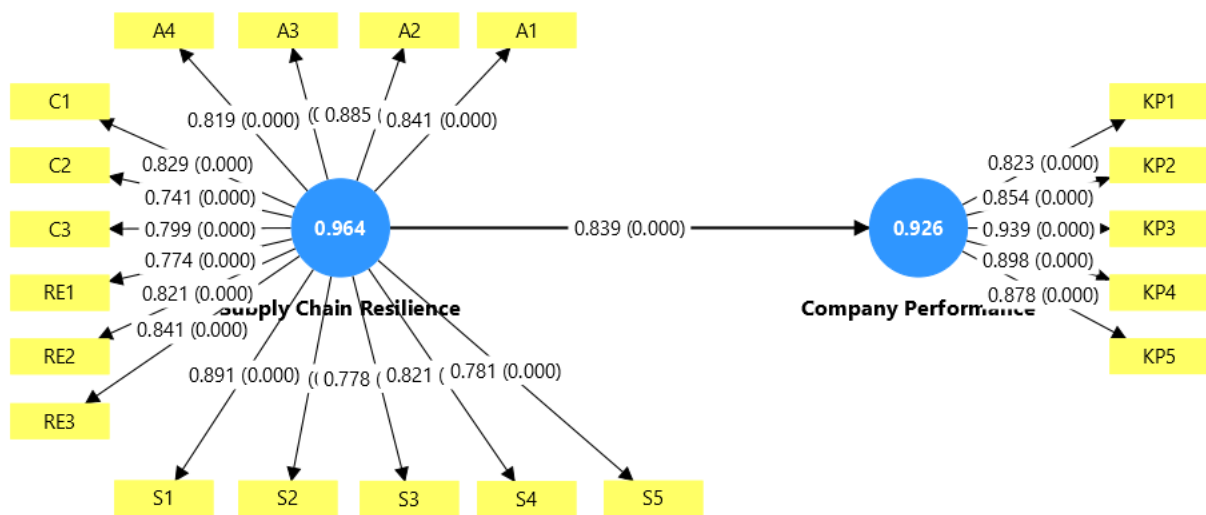 A4 A3 A2 A1
C1
C2
C3
RE1
RE2
RE3
0.819 (0.000)
0.885 (
0.841 (0.000)
0.829 (0.000)
0.741 (0.000)
0.799 (0.000)
0.774 (0.000)
0.821 (0.000)
0.841 (0.000)
0.964
Supply Chain Resilience
0.839 (0.000)
0.926
Company Performance
0.823 (0.000)
0.854 (0.000)
0.939 (0.000)
0.898 (0.000)
0.878 (0.000)
KP1
KP2
KP3
KP4
KP5
0.891 (0.000)
0.778 (
0.821 (
0.781 (0.000)
S1 S2 S3 S4 S5